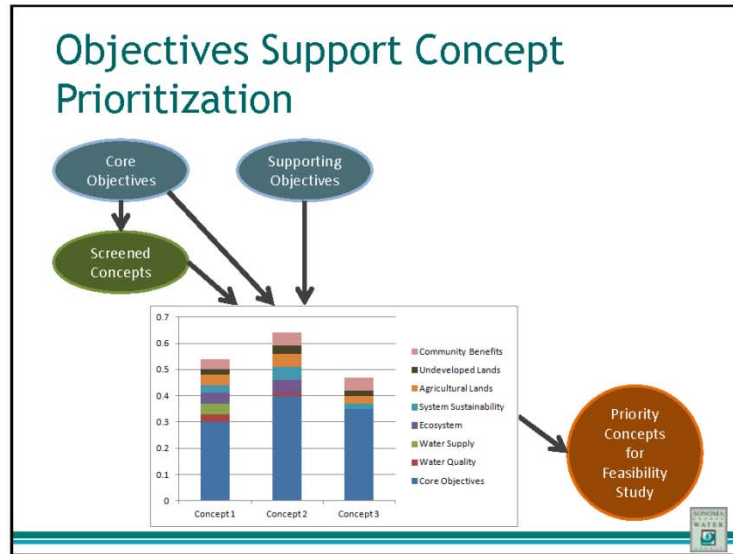 Objectives Support Concept
Prioritization
Core
Objectives
Supporting
Objectives
Screened
Concepts
0.7
0.6
0.5
0.4
0.3
0.2
0.1
0
Concept 1
Concept 2
Concept 3
Community Benefits
Undeveloped Lands
Agricultural Lands
System Sustainability
Ecosystem
Water Supply
Water Quality
Core Objectives
Priority
Concepts
for
Feasibility
Study
SONOMA
WATER